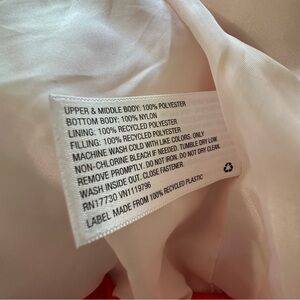 UPPER & MIDDLE BODY: 100% POLYESTER
BOTTOM BODY: 100% NYLON
LINING: 100% RECYCLED POLYESTER
FILLING: 100% RECYCLED POLYESTER
MACHINE WASH COLD WITH LIKE COLORS. ONLY
NON-CHLORINE BLEACH IF NEEDED. TUMBLE DRY LOW.
REMOVE PROMPTLY. DO NOT IRON. DO NOT DRY CLEAN.
WASH INSIDE OUT. CLOSE FASTENER.
RN17730 VN1119796
LABEL MADE FROM 100% RECYCLED PLASTIC